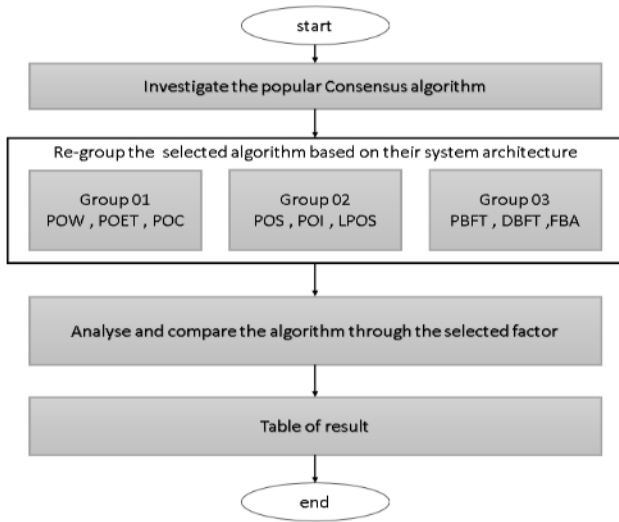 start
Investigate the popular Consensus algorithm
Re-group the selected algorithm based on their system architecture
Group 01
POW , POET , POC
Group 02
POS , POI , LPOS
Group 03
PBFT , DBFT ,FBA
Analyse and compare the algorithm through the selected factor
Table of result
end